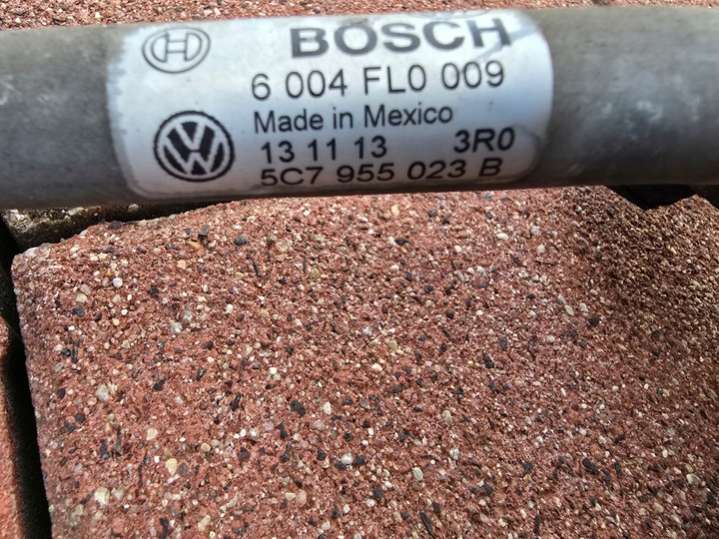 BOSCH
6 004 FL0 009
Made in Mexico
13 11 13 3R0
5C7 955 023 B